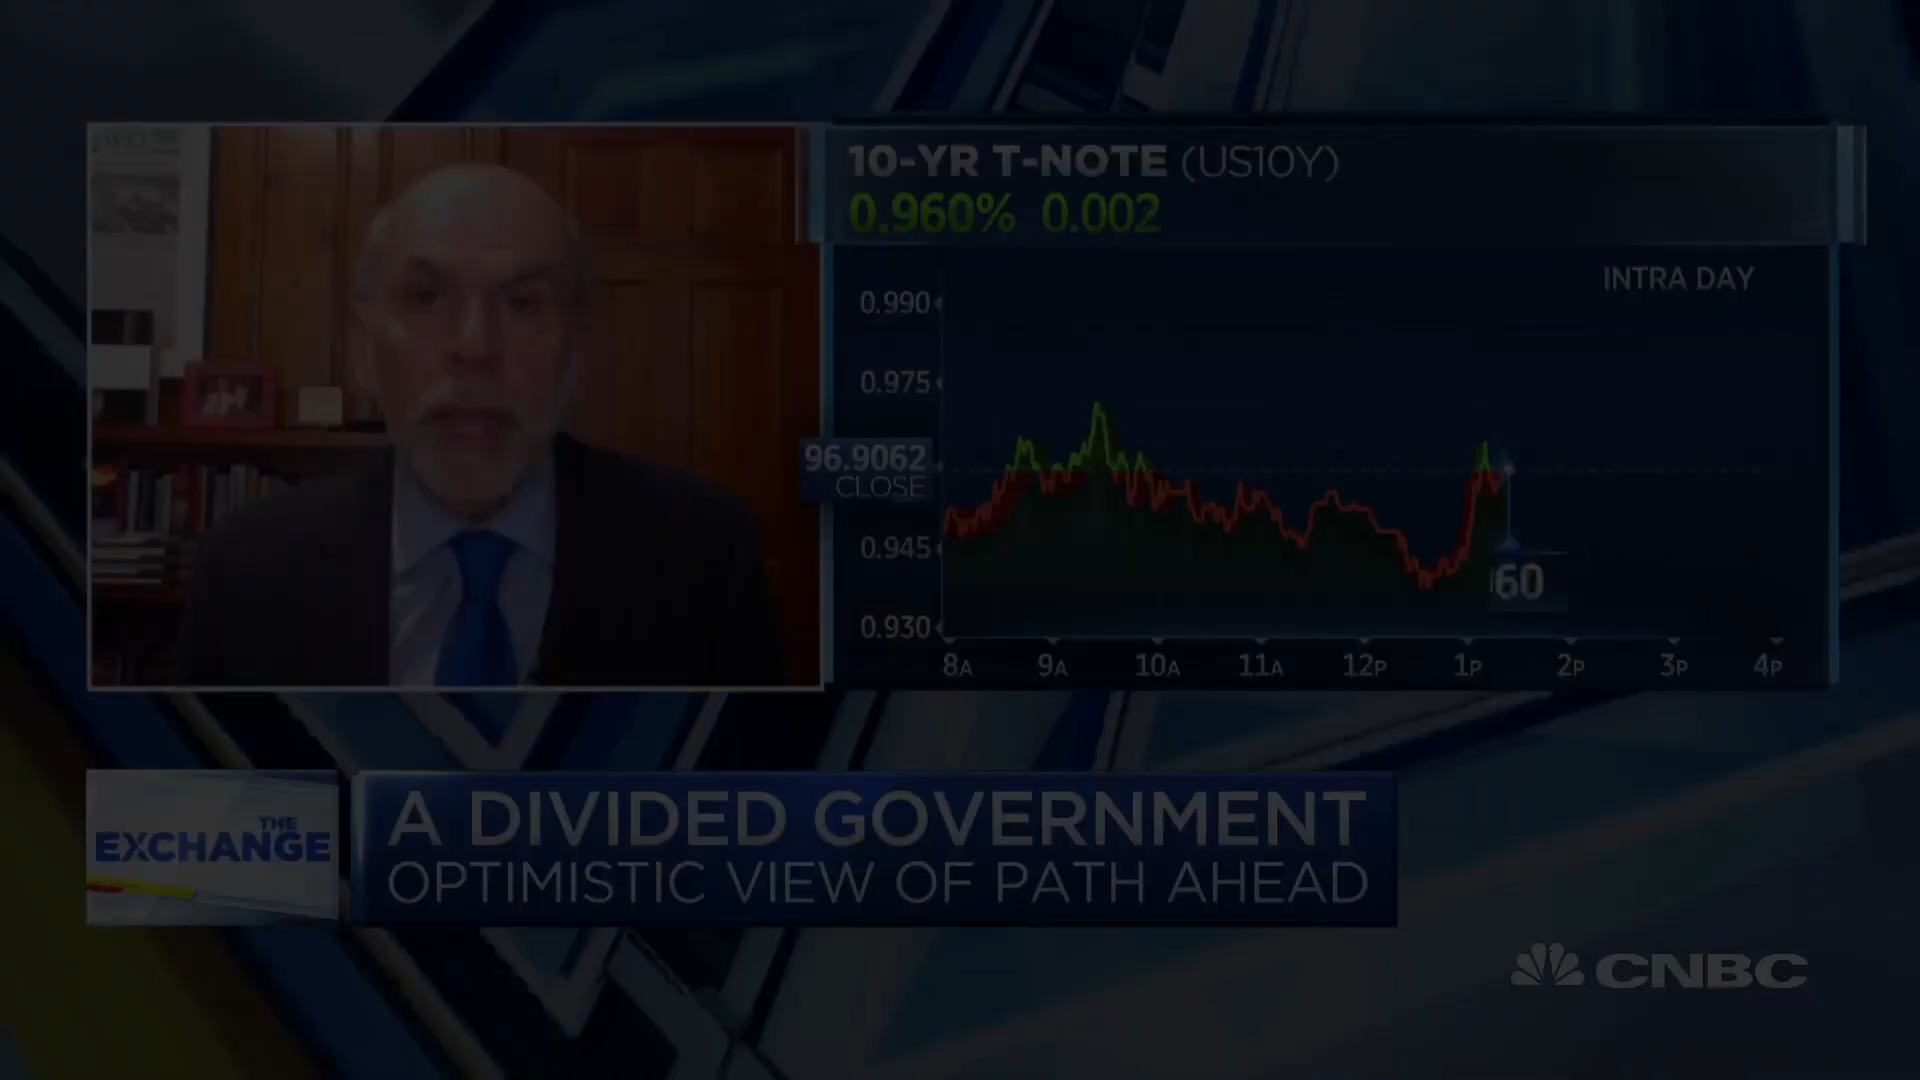 10-YR T-NOTE (US10Y)
0.960% 0.002
INTRA DAY
0.990
0.975
96.9062
CLOSE
0.945
0.930
60
8A 9A 10A 11A 12P 1P 2P 3P 4P
THE
EXCHANGE
A DIVIDED GOVERNMENT
OPTIMISTIC VIEW OF PATH AHEAD
CNBC